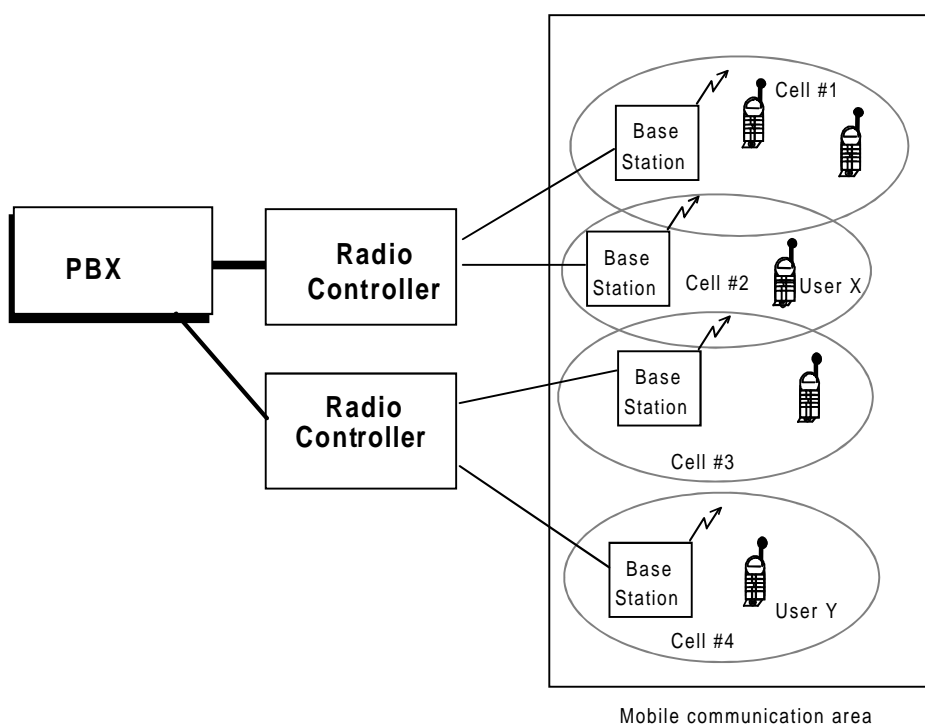 PBX
Radio
Controller
Radio
Controller
Base
Station
Cell #1
Base
Station
Cell #2
User X
Base
Station
Cell #3
Base
Station
User Y
Cell #4
Mobile communication area